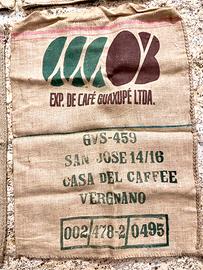 EXP. DE CAFÉ GUAXUPÉ LTDA.
GVS-459
SAN JOSE 14/16
CASA DEL CAFFEE
VERGNANO
002/478-2/0495